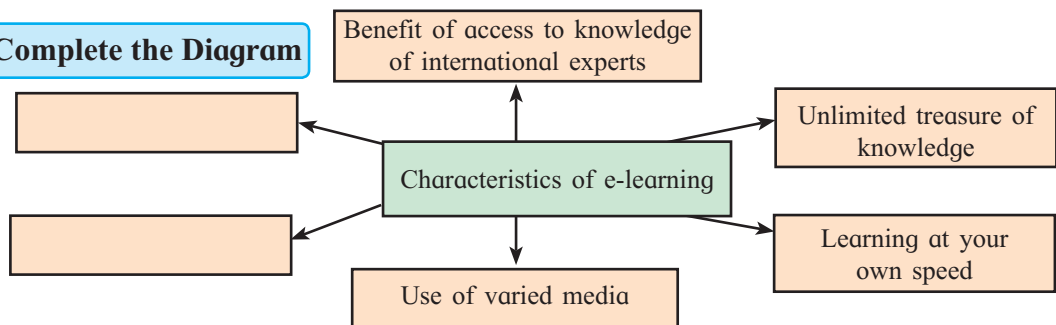 Complete the Diagram
Benefit of access to knowledge
of international experts
Unlimited treasure of
knowledge
Characteristics of e-learning
Learning at your
own speed
Use of varied media